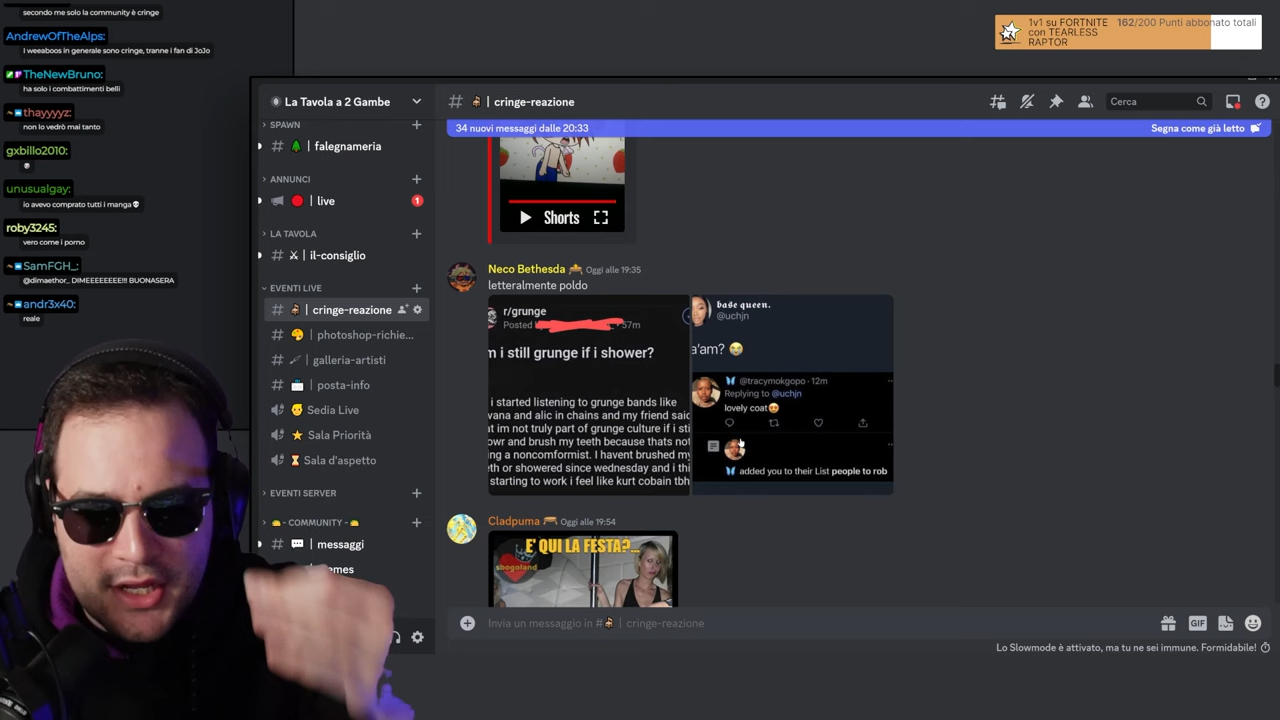 secondo me solo la community è cringe
AndrewOfTheAlps:
I weeaboos in generale sono cringe, tranne i fan di JoJo
TheNewBruno:
ha solo i combattimenti belli
thayyyyz:
non lo vedrò mai tanto
gxbillo2010:
unusualgay:
io avevo comprato tutti i manga
roby3245:
vero come i porno
SamFGH_:
@dimaethor_ DIMEEEEEEE!!! BUONASERA
andr3x40:
reale
1v1 su FORTNITE
con TEARLESS
RAPTOR
162/200 Punti abbonato totali
La Tavola a 2 Gambe
SPAWN
# | falegnameria
ANNUNCI
| live
1
LA TAVOLA
# | il-consiglio
EVENTI LIVE
# | cringe-reazione
# | photoshop-richie...
# | galleria-artisti
# | posta-info
Sedia Live
Sala Priorità
Sala d'aspetto
EVENTI SERVER
- COMMUNITY -
# | messaggi
emes
# | cringe-reazione
Cerca
34 nuovi messaggi dalle 20:33
Segna come già letto
Shorts
Neco Bethesda Oggi alle 19:35
letteralmente poldo
r/grunge
Posted
57m
m i still grunge if i shower?
i started listening to grunge bands like
vana and alic in chains and my friend said
at im not truly part of grunge culture if i sti
owr and brush my teeth because thats not
ng a noncomformist. I havent brushed my
eth or showered since wednesday and i thi
starting to work i feel like kurt cobain tbh
base queen.
@uchjn
a'am?
@tracymokgopo · 12m
Replying to @uchjn
lovely coat
added you to their List people to rob
Cladpuma Oggi alle 19:54
E' QUI LA FESTA?...
sbogoland
Invia un messaggio in # | cringe-reazione
GIF
Lo Slowmode è attivato, ma tu ne sei immune. Formidabile!